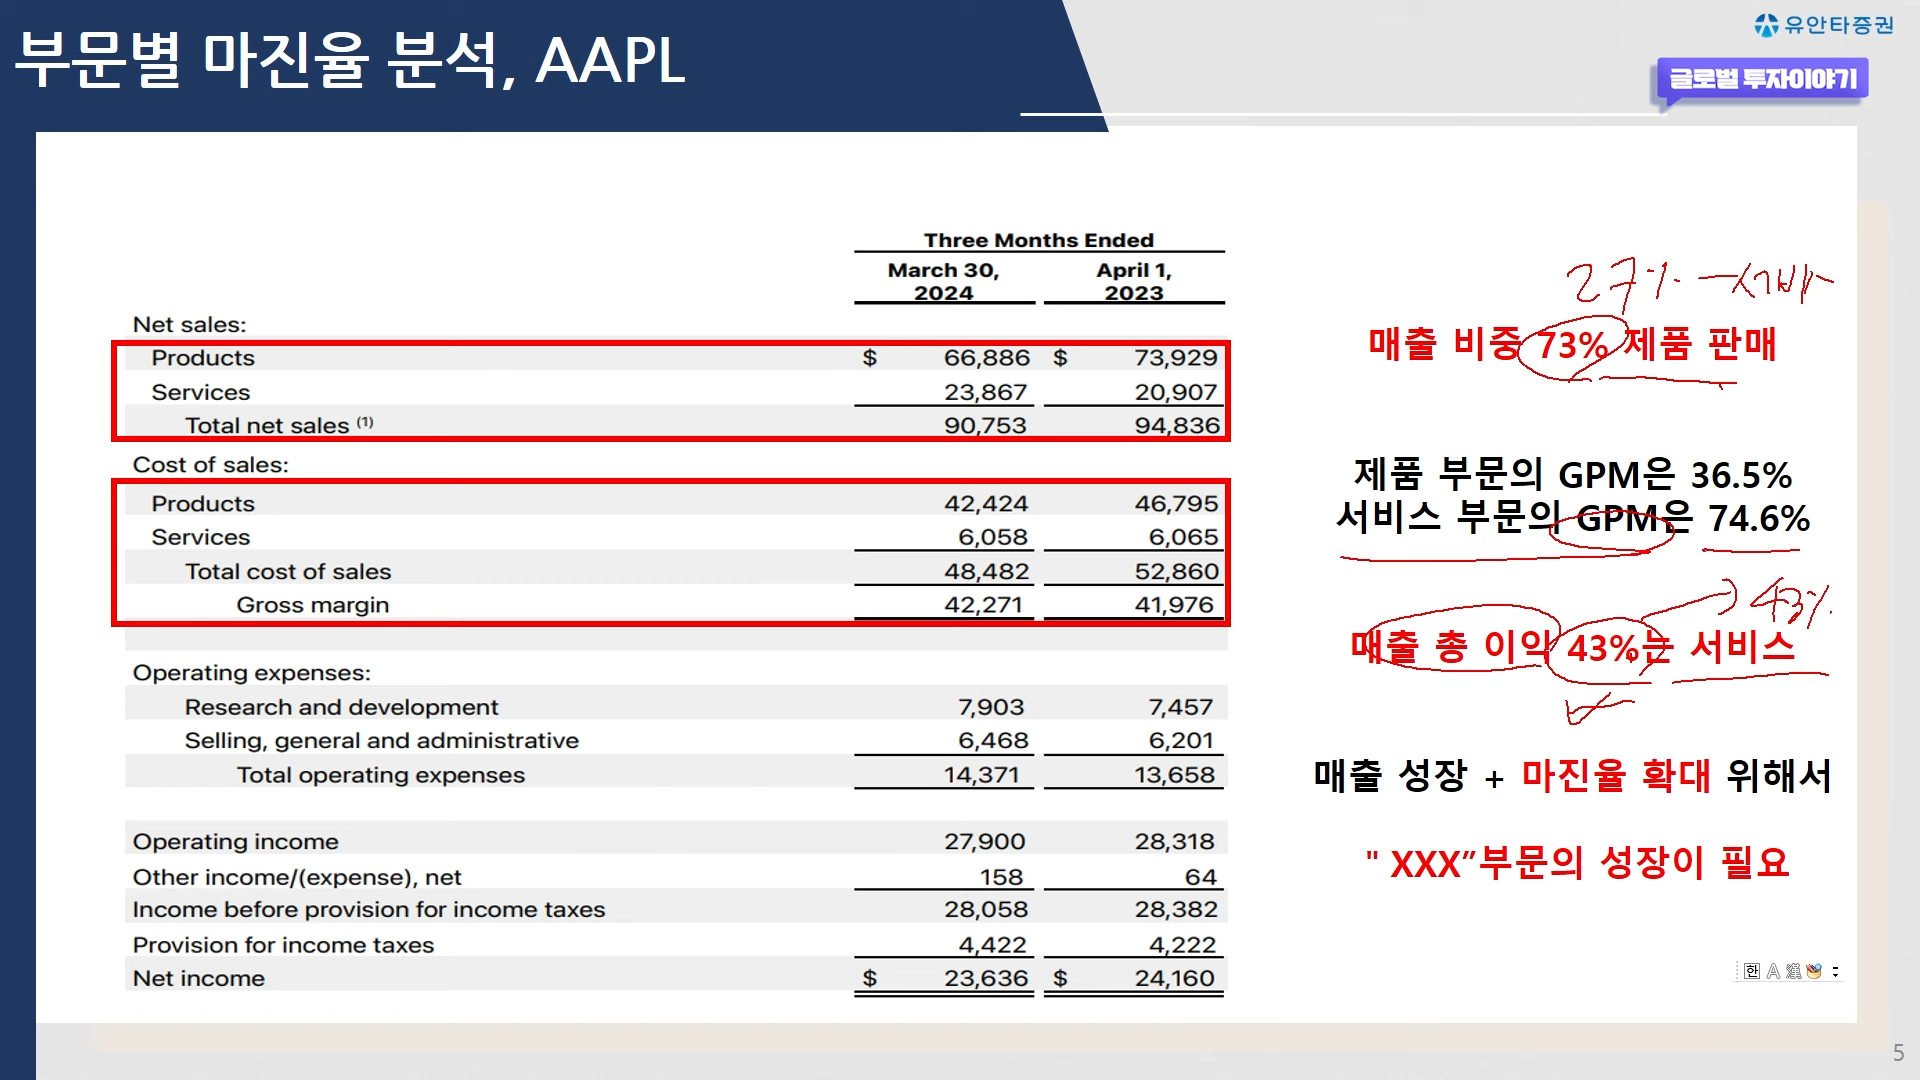 부문별 마진율 분석, AAPL
유안타증권
글로벌 투자이야기
Three Months Ended
March 30, 2024 April 1, 2023
Net sales:
Products $ 66,886 $ 73,929
Services 23,867 20,907
Total net sales (1) 90,753 94,836
Cost of sales:
Products 42,424 46,795
Services 6,058 6,065
Total cost of sales 48,482 52,860
Gross margin 42,271 41,976
Operating expenses:
Research and development 7,903 7,457
Selling, general and administrative 6,468 6,201
Total operating expenses 14,371 13,658
Operating income 27,900 28,318
Other income/(expense), net 158 64
Income before provision for income taxes 28,058 28,382
Provision for income taxes 4,422 4,222
Net income $ 23,636 $ 24,160
27% 서비스
매출 비중 73% 제품 판매
제품 부문의 GPM은 36.5%
서비스 부문의 GPM은 74.6%
43%
매출 총 이익 43%는 서비스
매출 성장 + 마진율 확대 위해서
" XXX”부문의 성장이 필요
한 A 漢
5